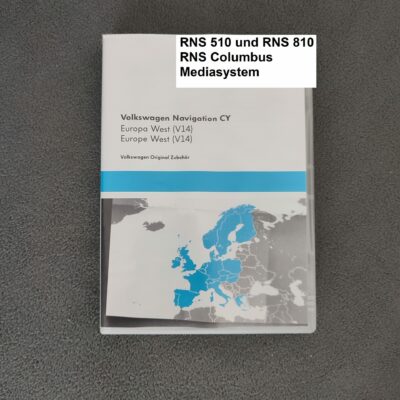 RNS 510 und RNS 810
RNS Columbus
Mediasystem
Volkswagen Navigation CY
Europa West (V14)
Europe West (V14)
Volkswagen Original Zubehör